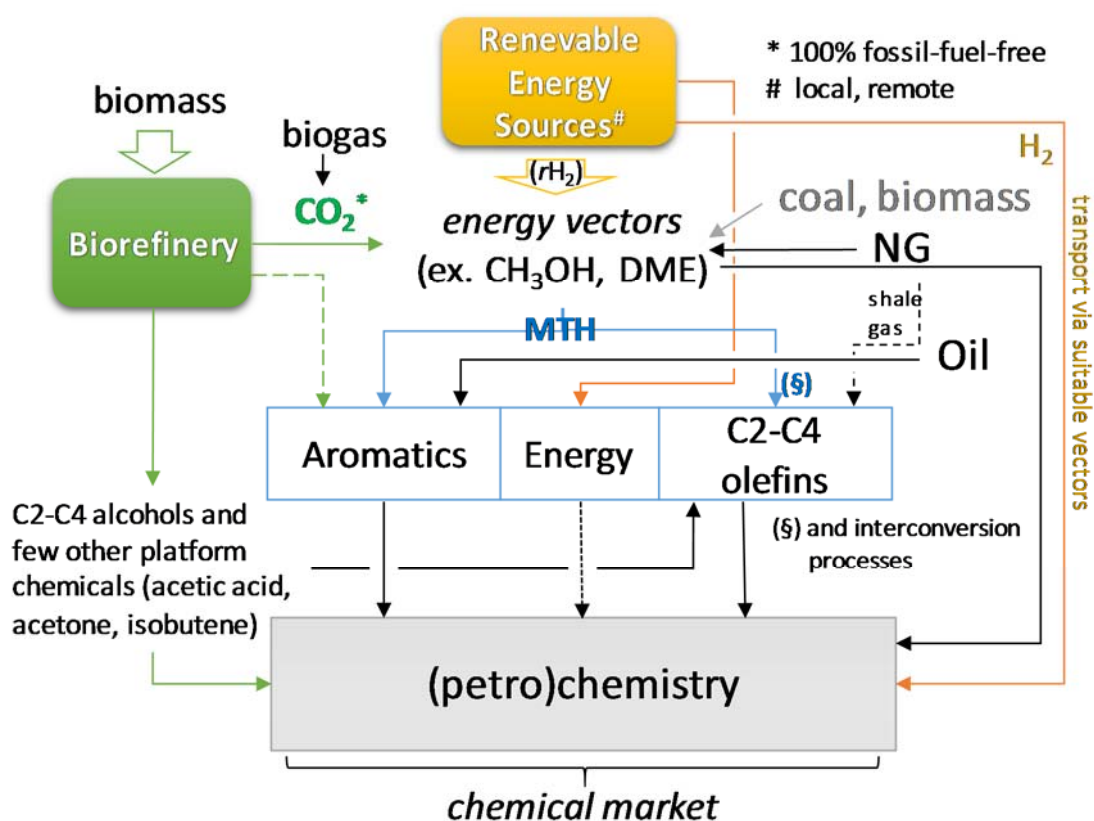 Renevable
Energy
Sources#
* 100% fossil-fuel-free
# local, remote
biomass
biogas
H₂
(rH₂)
CO₂*
coal, biomass
Biorefinery
energy vectors
(ex. CH₃OH, DME)
NG
transport via suitable vectors
shale
gas
MTH
Oil
(§)
Aromatics
Energy
C2-C4
olefins
C2-C4 alcohols and
few other platform
chemicals (acetic acid,
acetone, isobutene)
(§) and interconversion
processes
(petro)chemistry
chemical market